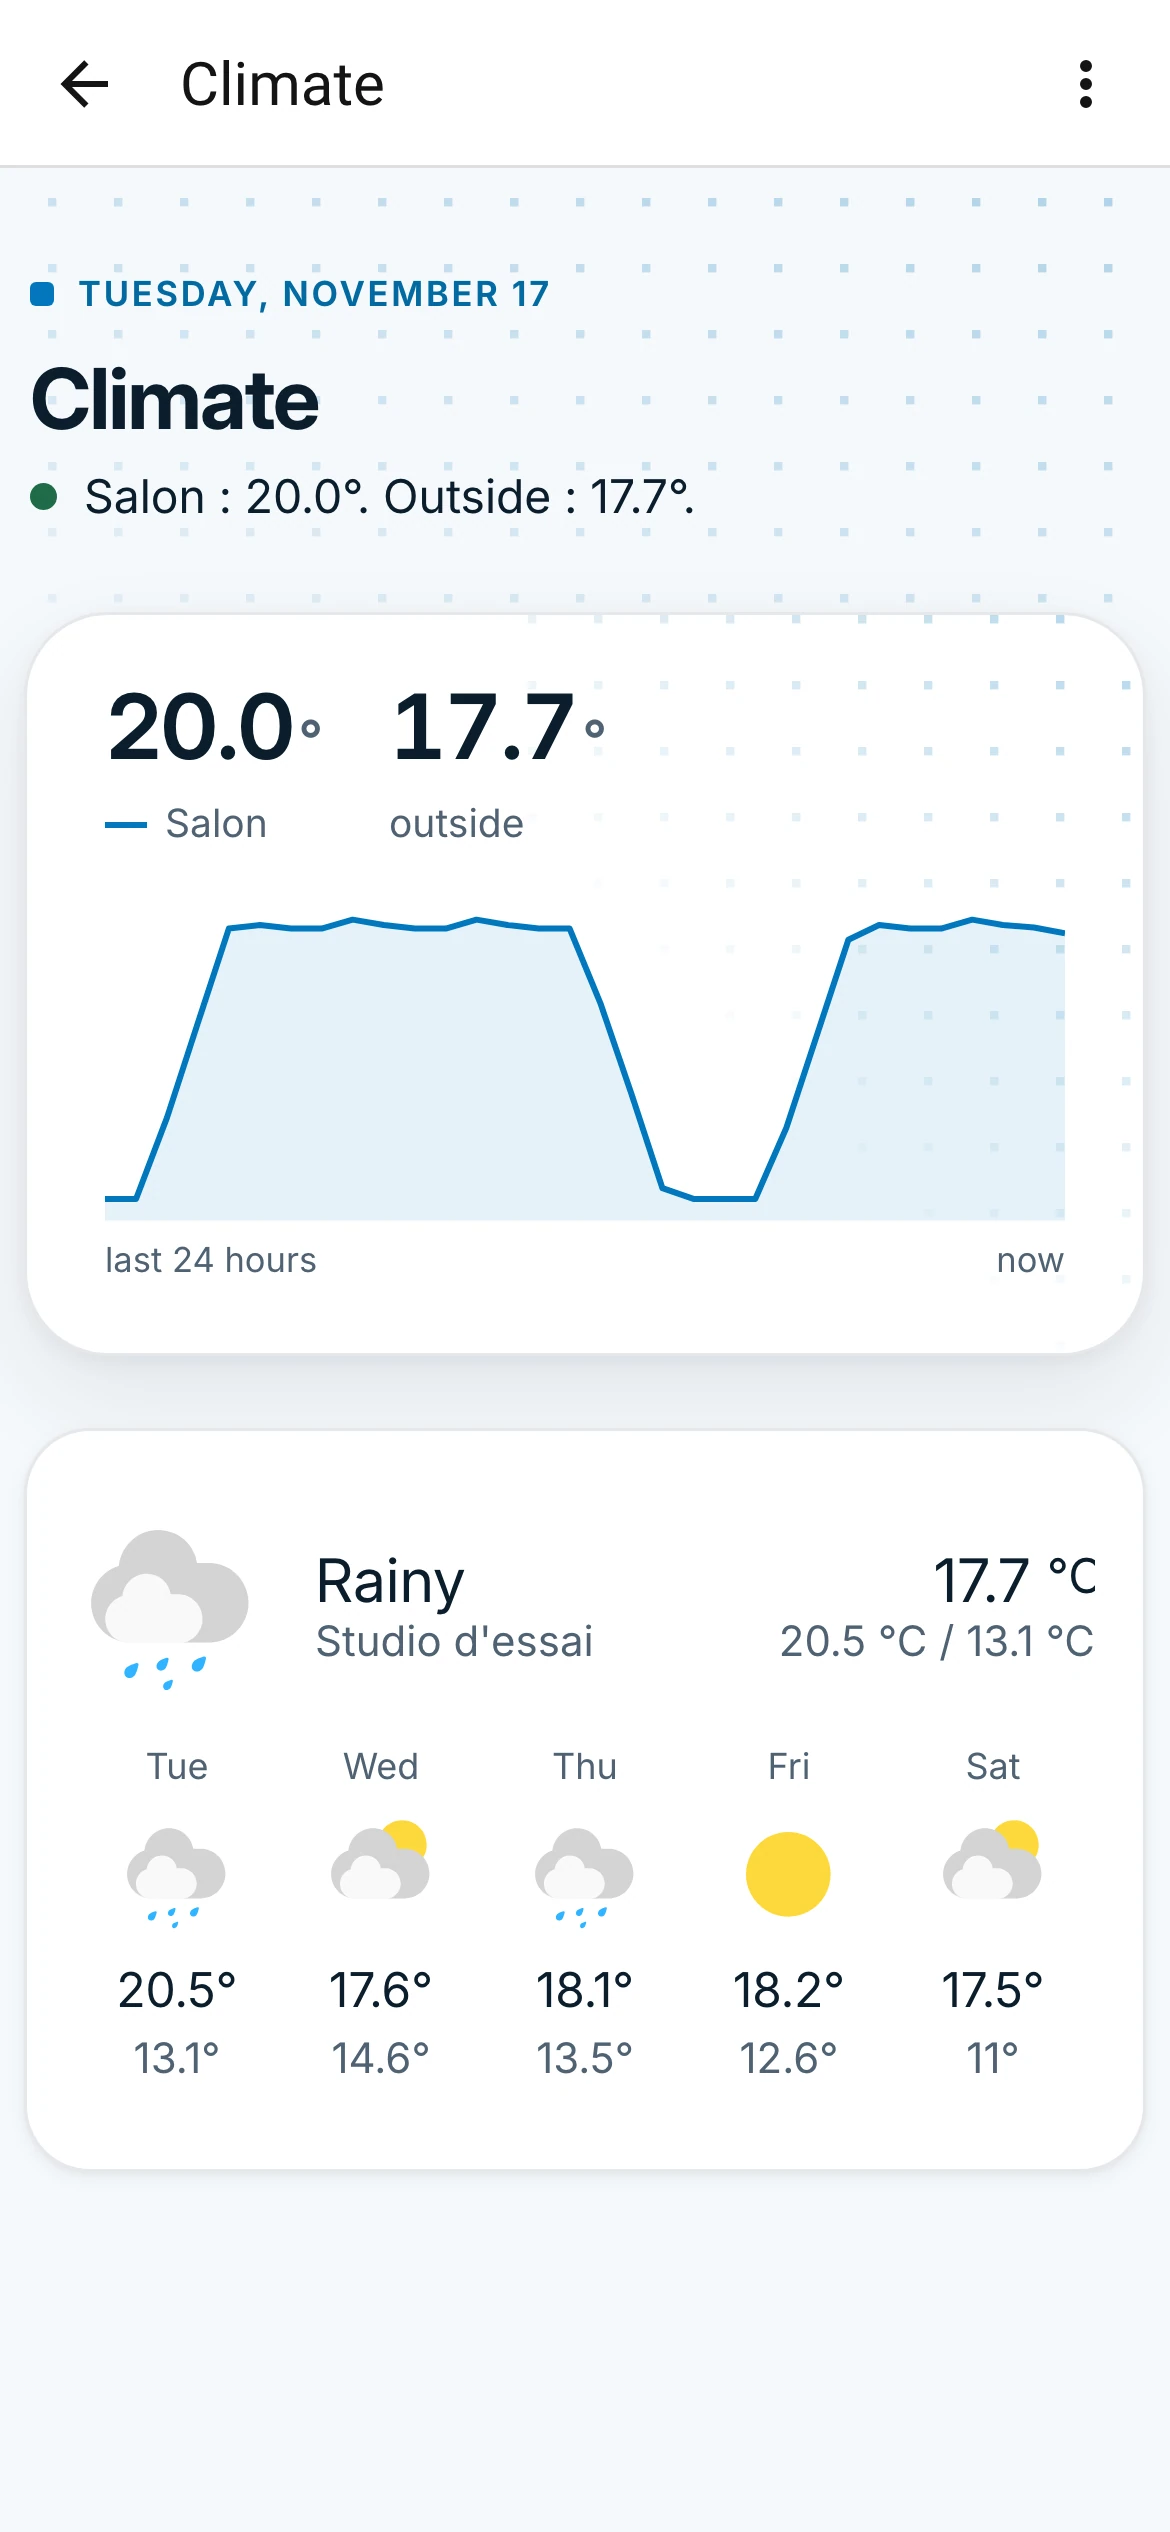 Climate
TUESDAY, NOVEMBER 17
Climate
Salon : 20.0°. Outside : 17.7°.
20.0° 17.7°
Salon outside
last 24 hours now
Rainy 17.7 °C
Studio d'essai 20.5 °C / 13.1 °C
Tue Wed Thu Fri Sat
20.5° 17.6° 18.1° 18.2° 17.5°
13.1° 14.6° 13.5° 12.6° 11°